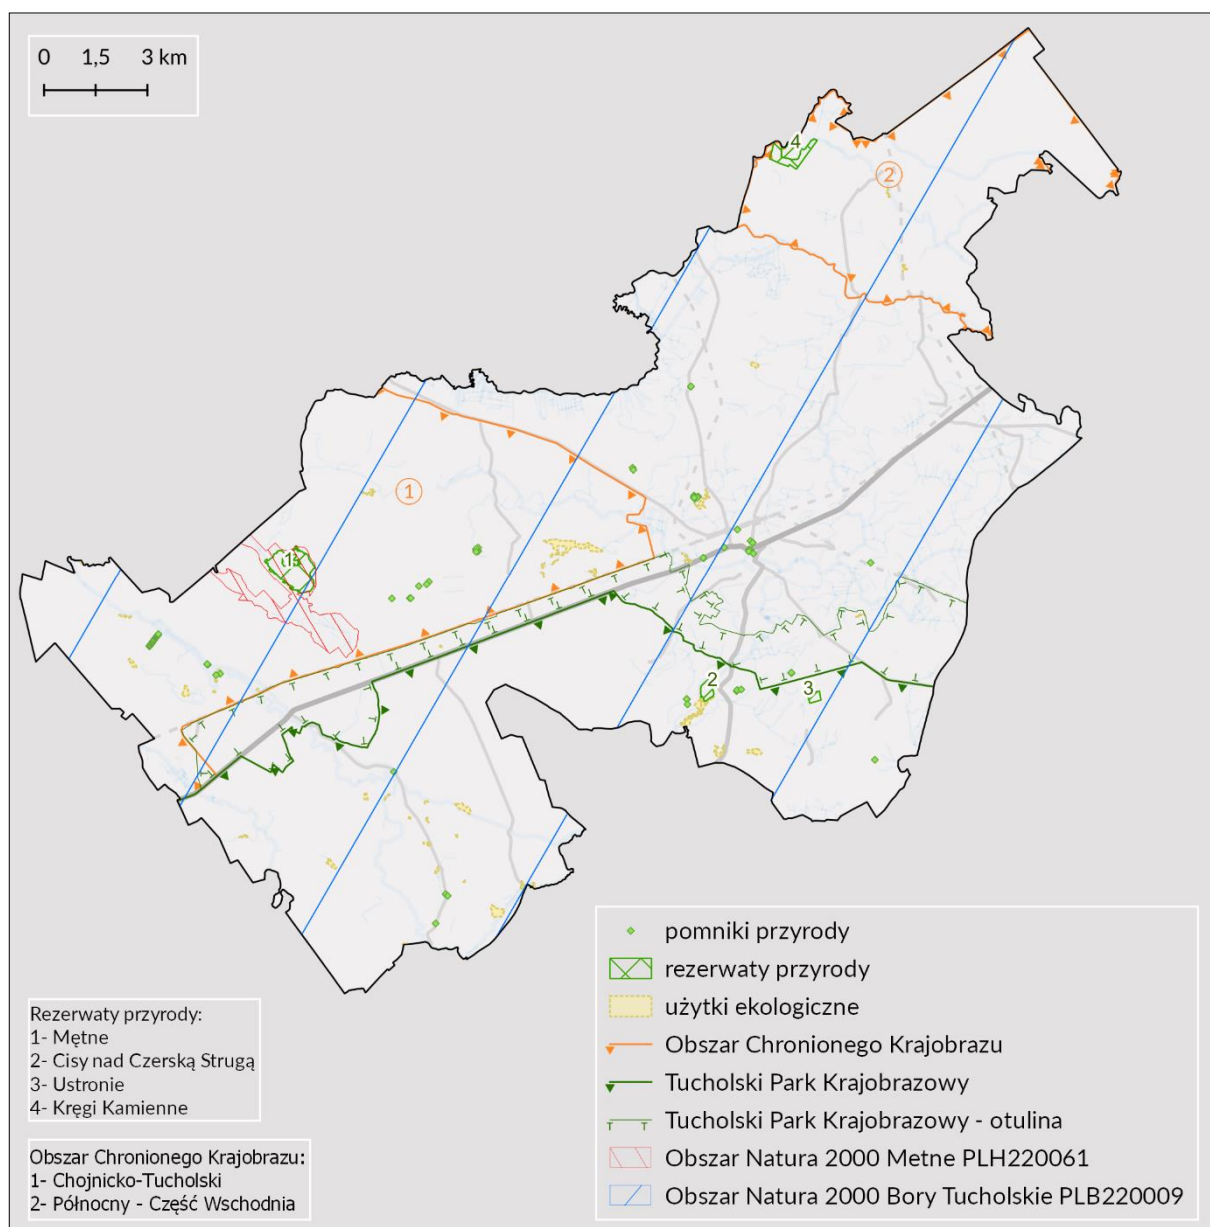 0 1,5 3 km
4
2
1
1
2
3
pomniki przyrody
rezerwaty przyrody
użytki ekologiczne
Obszar Chronionego Krajobrazu
Tucholski Park Krajobrazowy
Tucholski Park Krajobrazowy - otulina
Obszar Natura 2000 Metne PLH220061
Obszar Natura 2000 Bory Tucholskie PLB220009
Rezerwaty przyrody:
1- Mętne
2- Cisy nad Czerską Strugą
3- Ustronie
4- Kręgi Kamienne
Obszar Chronionego Krajobrazu:
1- Chojnicko-Tucholski
2- Północny - Część Wschodnia